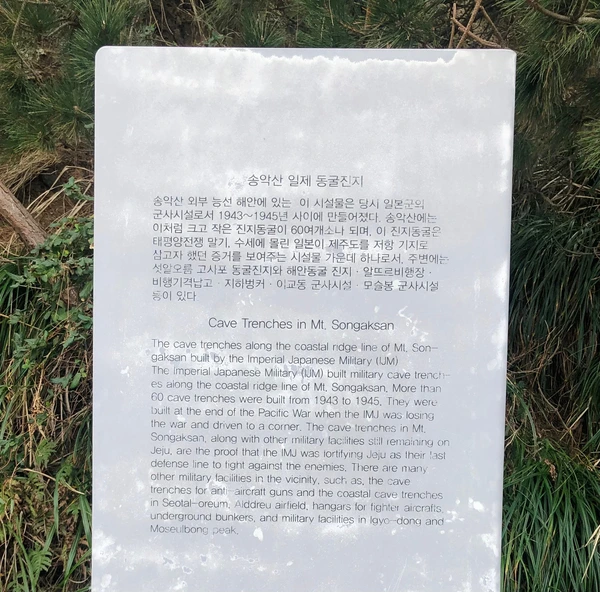 송악산 일제 동굴진지
송악산 외부 능선 해안에 있는 이 시설물은 당시 일본군의
군사시설로서 1943～1945년 사이에 만들어졌다. 송악산에는
이처럼 크고 작은 진지동굴이 60여개소나 되며, 이 진지동굴은
태평양전쟁 말기, 수세에 몰린 일본이 제주도를 저항 기지로
삼고자 했던 증거를 보여주는 시설물 가운데 하나로서, 주변에는
섯알오름 고사포 동굴진지와 해안동굴 진지 · 알뜨르비행장 ·
비행기격납고 · 지하벙커 · 이교동 군사시설 · 모슬봉 군사시설
등이 있다
Cave Trenches in Mt. Songaksan
The cave trenches along the coastal ridge line of Mt. Son-
gaksan built by the Imperial Japanese Military (IJM)
The Imperial Japanese Military (IJM) built military cave trench-
es along the coastal ridge line of Mt. Songaksan. More than
60 cave trenches were built from 1943 to 1945. They were
built at the end of the Pacific War when the IMJ was losing
the war and driven to a corner. The cave trenches in Mt.
Songaksan, along with other military facilities still remaining on
Jeju, are the proof that the IMJ was fortifying Jeju as their last
defense line to fight against the enemies. There are many
other military facilities in the vicinity, such as, the cave
trenches for anti-aircraft guns and the coastal cave trenches
in Seotal-oreum, Alddreu airfield, hangars for fighter aircrafts,
underground bunkers, and military facilities in Igyo-dong and
Moseulbong peak.